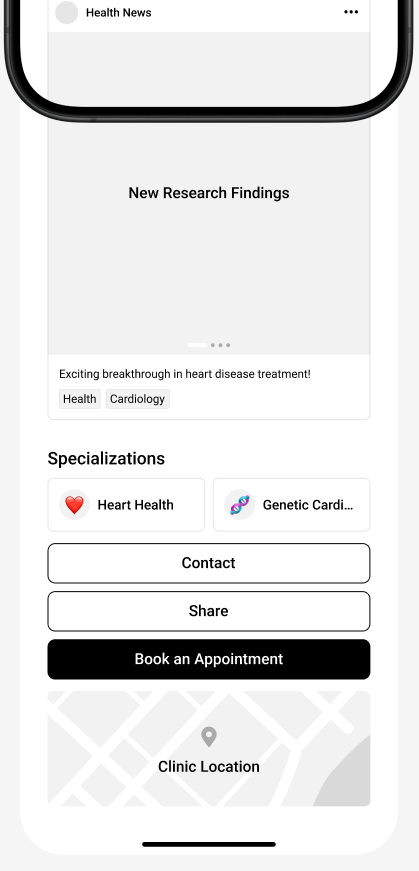 Health News
New Research Findings
Exciting breakthrough in heart disease treatment!
Health
Cardiology
Specializations
Heart Health
Genetic Cardi...
Contact
Share
Book an Appointment
Clinic Location